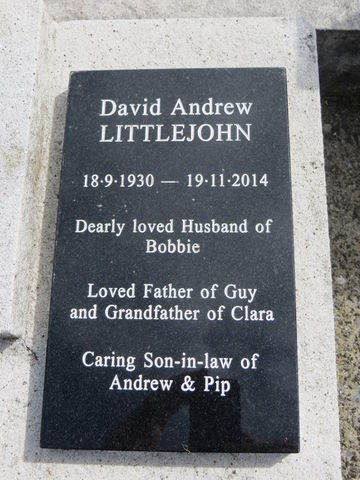 David Andrew
LITTLEJOHN
18·9·1930 — 19·11·2014
Dearly loved Husband of
Bobbie
Loved Father of Guy
and Grandfather of Clara
Caring Son-in-law of
Andrew & Pip